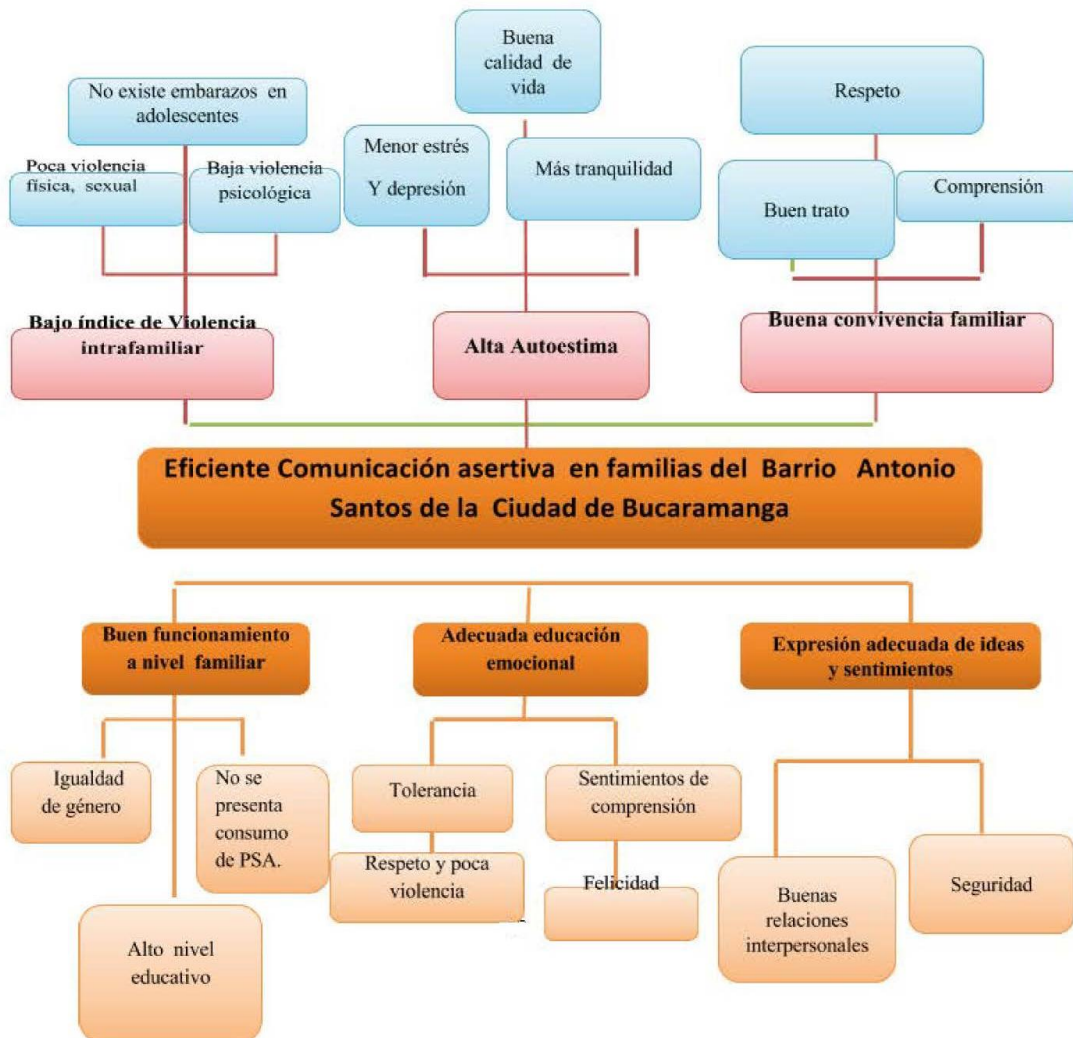 Buena
calidad de
vida
No existe embarazos en
adolescentes
Respeto
Menor estrés
Y depresión
Más tranquilidad
Poca violencia
física, sexual
Baja violencia
psicológica
Comprensión
Buen trato
Bajo índice de Violencia
intrafamiliar
Alta Autoestima
Buena convivencia familiar
Eficiente Comunicación asertiva en familias del Barrio Antonio
Santos de la Ciudad de Bucaramanga
Buen funcionamiento
a nivel familiar
Adecuada educación
emocional
Expresión adecuada de ideas
y sentimientos
Igualdad
de género
No se
presenta
consumo
de PSA.
Tolerancia
Sentimientos de
comprensión
Respeto y poca
violencia
Felicidad
Buenas
relaciones
interpersonales
Seguridad
Alto nivel
educativo